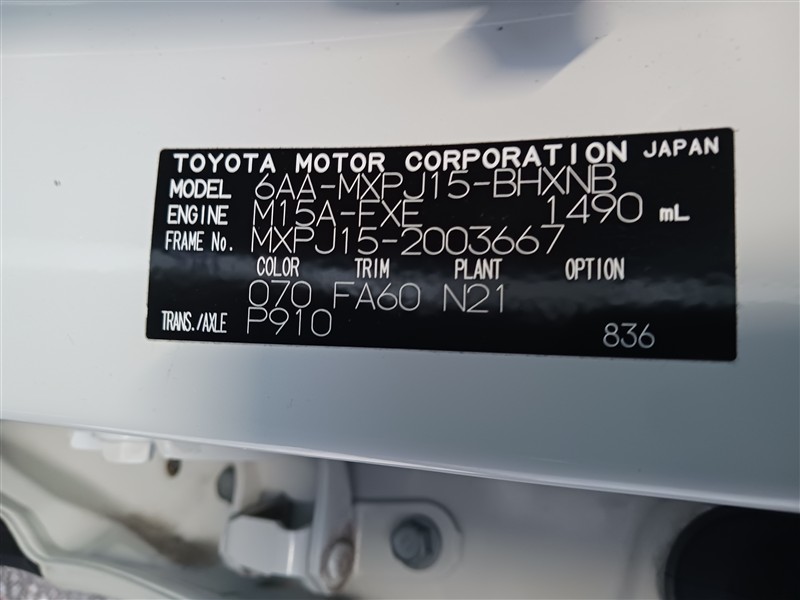 TOYOTA MOTOR CORPORATION JAPAN
MODEL 6AA-MXPJ15-BHXNB
ENGINE M15A-FXE 1490 mL
FRAME No. MXPJ15-2003667
COLOR TRIM PLANT OPTION
070 FA60 N21
TRANS./AXLE P910 836